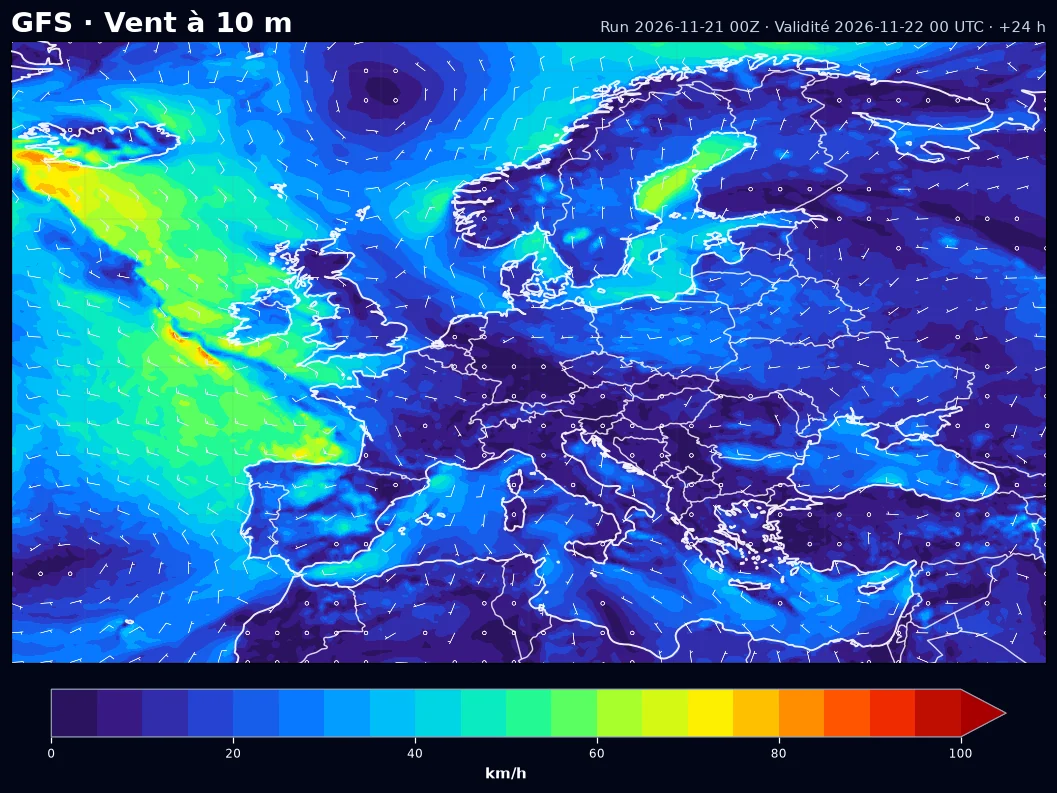 GFS · Vent à 10 m
Run 2026-11-21 00Z · Validité 2026-11-22 00 UTC · +24 h
0 20 40 60 80 100
km/h